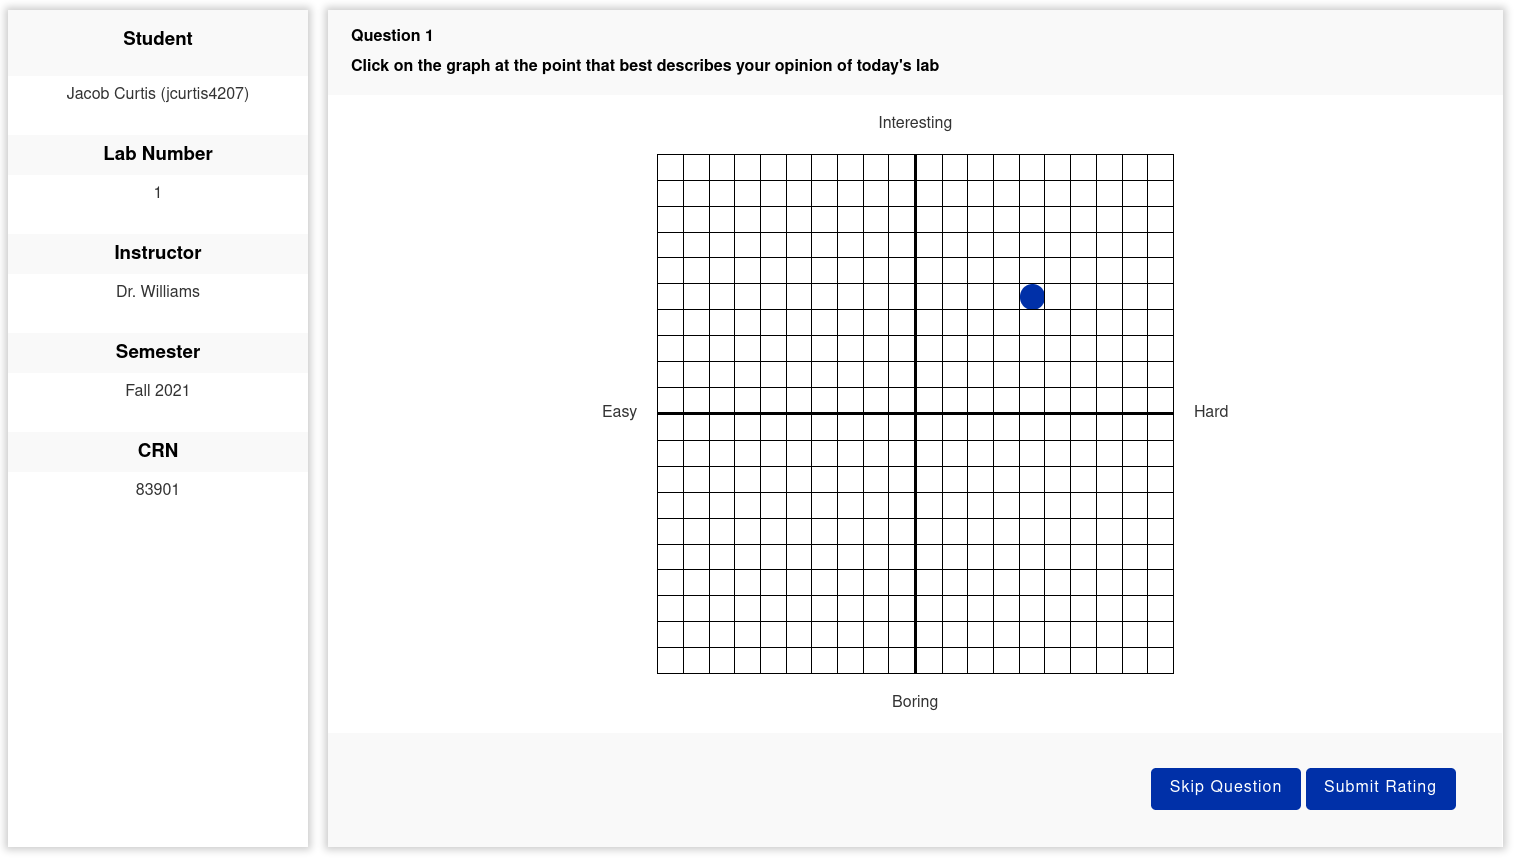 Student
Jacob Curtis (jcurtis4207)
Lab Number
1
Instructor
Dr. Williams
Semester
Fall 2021
CRN
83901
Question 1
Click on the graph at the point that best describes your opinion of today's lab
Interesting
Easy
Hard
Boring
Skip Question
Submit Rating